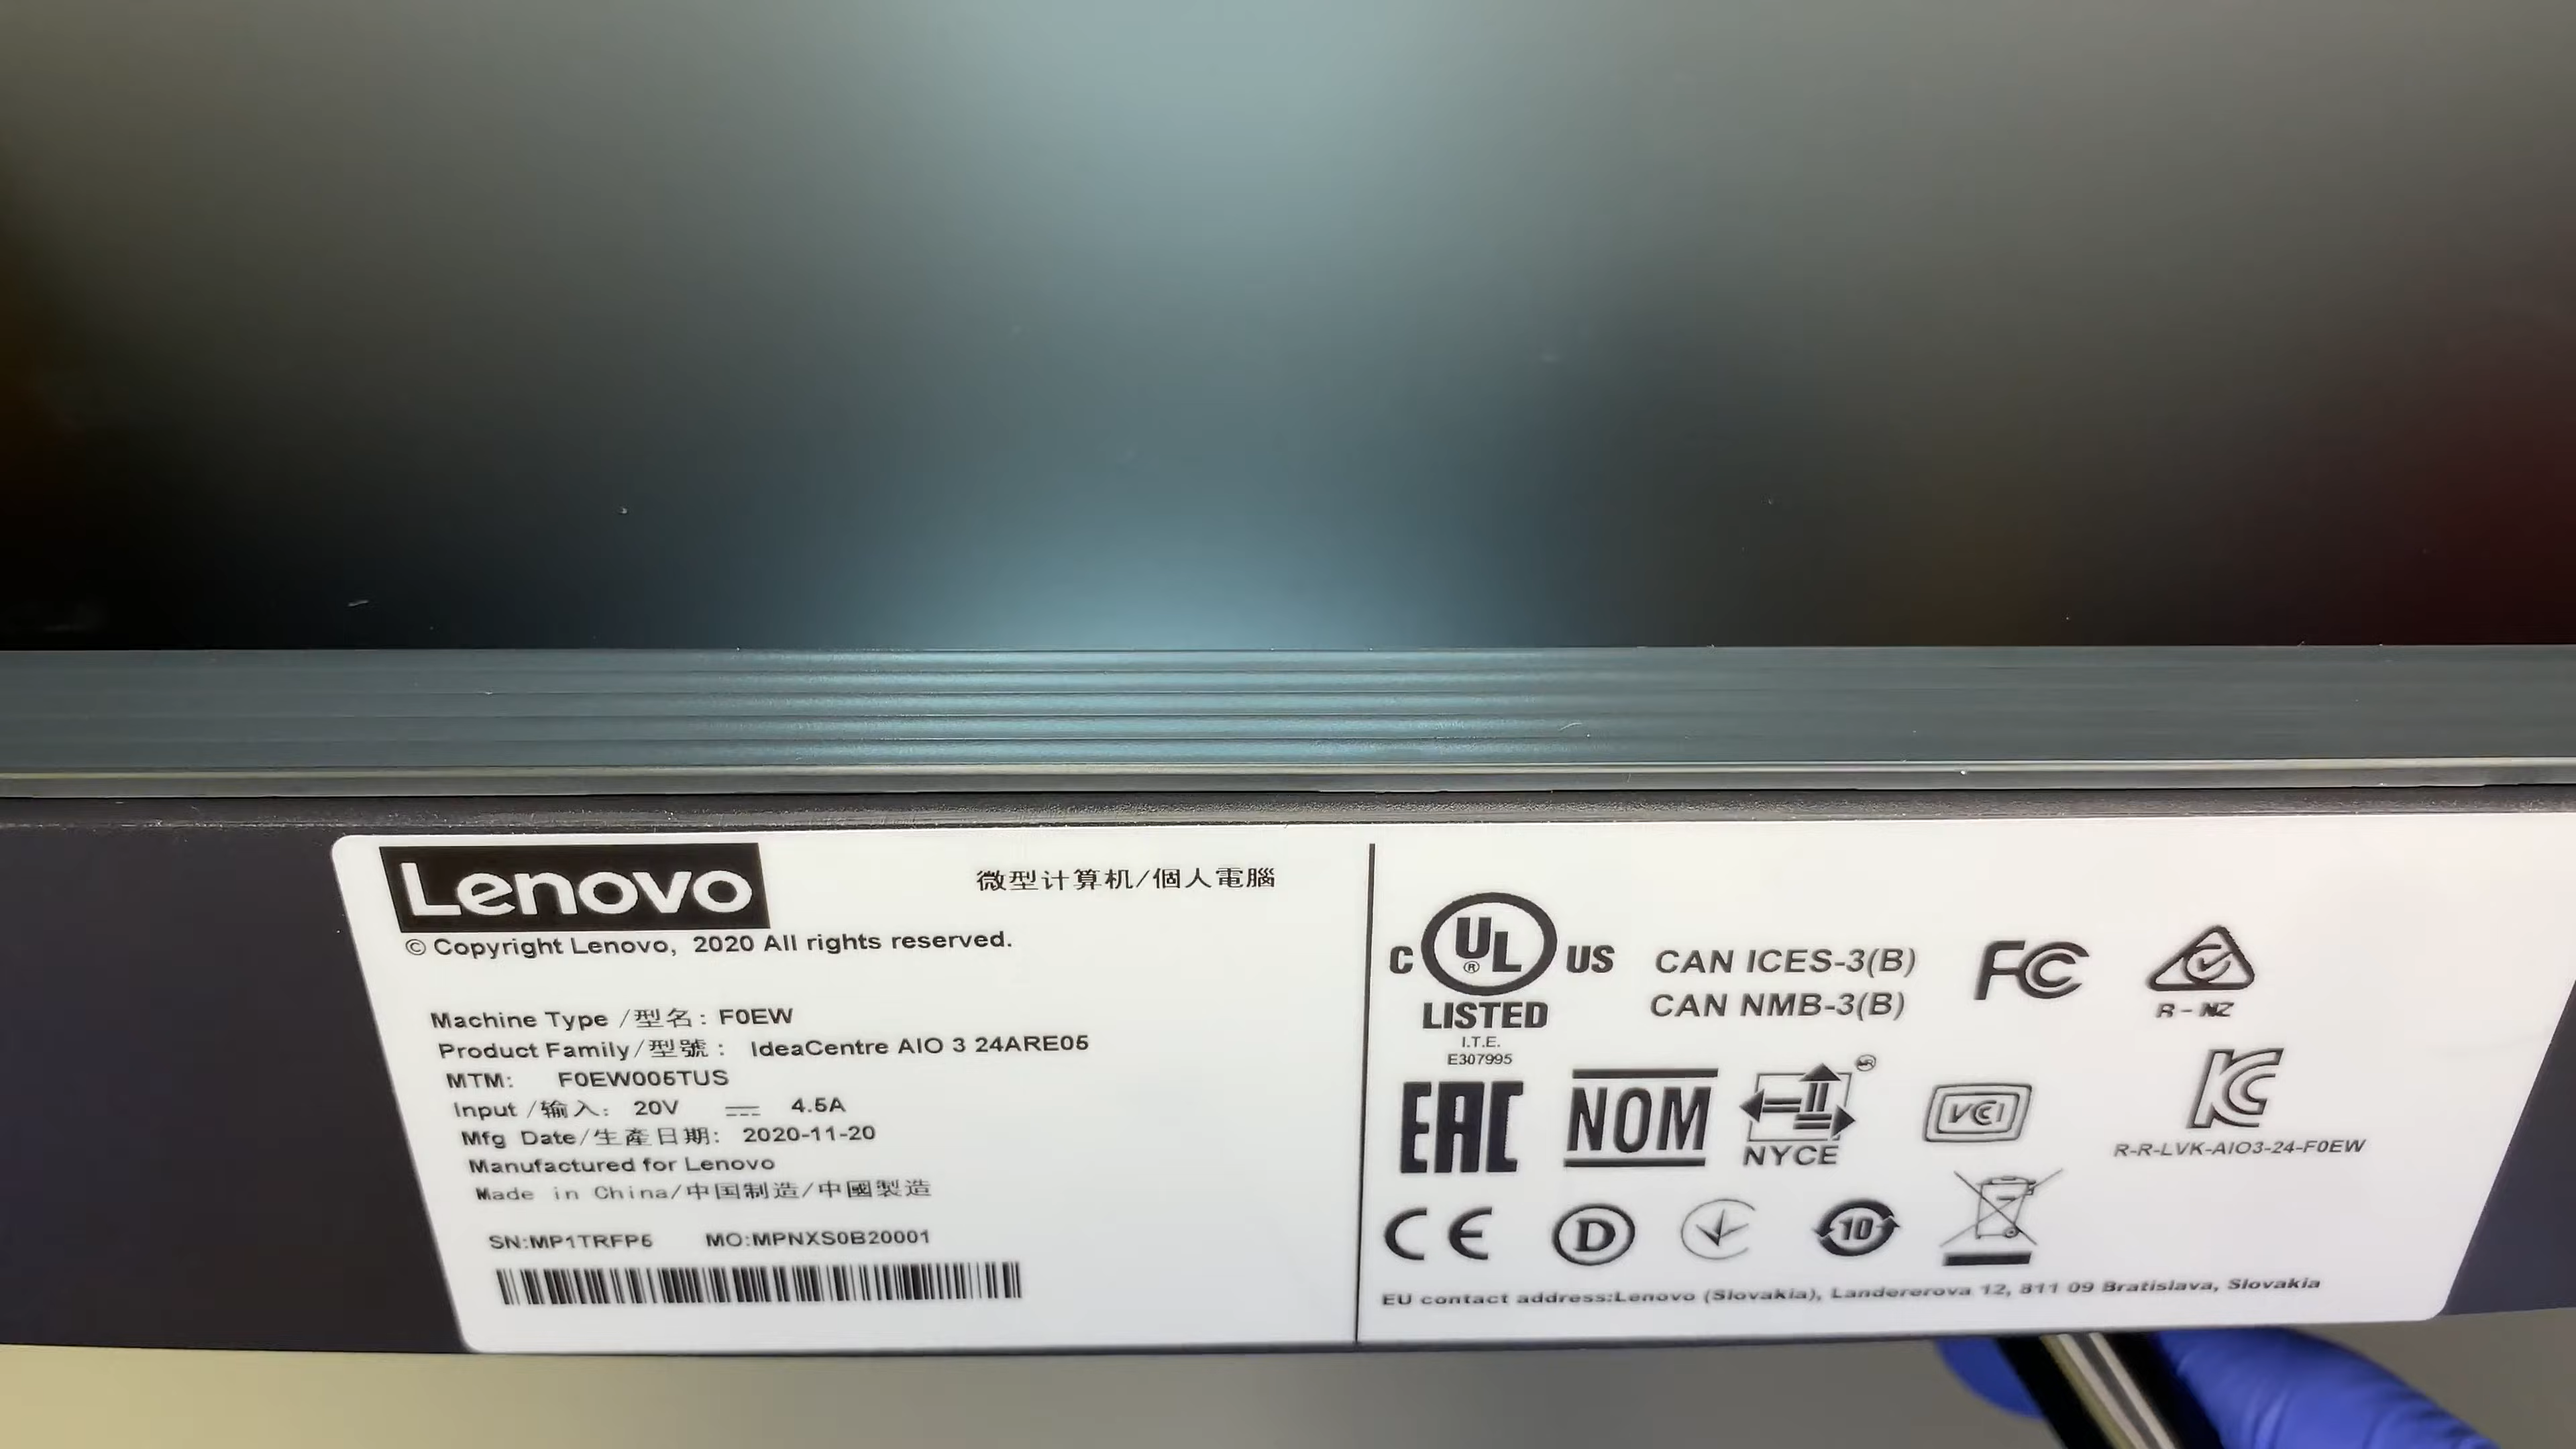 Lenovo
微型计算机/個人電腦
© Copyright Lenovo, 2020 All rights reserved.
Machine Type /型名: F0EW
Product Family/型號: IdeaCentre AIO 3 24ARE05
MTM: F0EW005TUS
Input /输入: 20V ⎓ 4.5A
Mfg Date/生產日期: 2020-11-20
Manufactured for Lenovo
Made in China/中国制造/中國製造
SN:MP1TRFP5 MO:MPNXS0B20001
C UL ® US
LISTED
I.T.E.
E307995
CAN ICES-3(B)
CAN NMB-3(B)
FC
R-NZ
EAC
NOM
NYCE
VCI
KC
R-R-LVK-AIO3-24-F0EW
CE
D
10
EU contact address:Lenovo (Slovakia), Landererova 12, 811 09 Bratislava, Slovakia